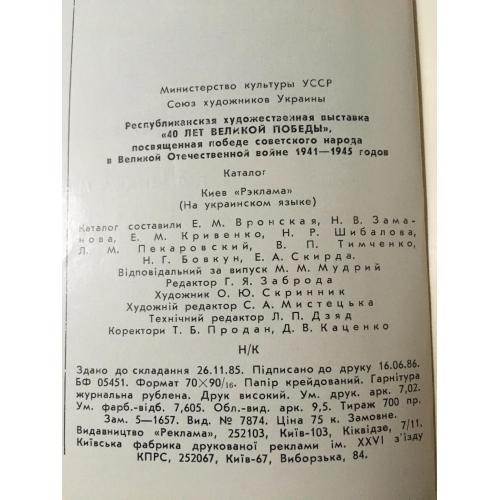 Министерство культуры УССР
Союз художников Украины
Республиканская художественная выставка
«40 ЛЕТ ВЕЛИКОЙ ПОБЕДЫ»,
посвященная победе советского народа
в Великой Отечественной войне 1941—1945 годов
Каталог
Киев «Рэклама»
(На украинском языке)
Каталог составили Е. М. Вронская, Н. В. Зама-
нова, Е. М. Кривенко, Н. Р. Шибалова,
Л. М. Пекаровский, В. П. Тимченко,
Н. Г. Бовкун, Е. А. Скирда.
Відповідальний за випуск М. М. Мудрий
Редактор Г. Я. Заброда
Художник О. Ю. Скринник
Художній редактор С. А. Мистецька
Технічний редактор Л. П. Дзяд
Коректори Т. Б. Продан, Д. В. Каценко
Н/К
Здано до складання 26.11.85. Підписано до друку 16.06.86.
БФ 05451. Формат 70×90/16. Папір крейдований. Гарнітура
журнальна рублена. Друк високий. Ум. друк. арк. 7,02.
Ум. фарб.-відб. 7,605. Обл.-вид. арк. 9,5. Тираж 700 пр.
Зам. 5—1657. Вид. № 7874. Ціна 75 к. Замовне.
Видавництво «Реклама», 252103, Київ-103, Кіквідзе, 7/11.
Київська фабрика друкованої реклами ім. XXVI з'їзду
КПРС, 252067, Київ-67, Виборзька, 84.